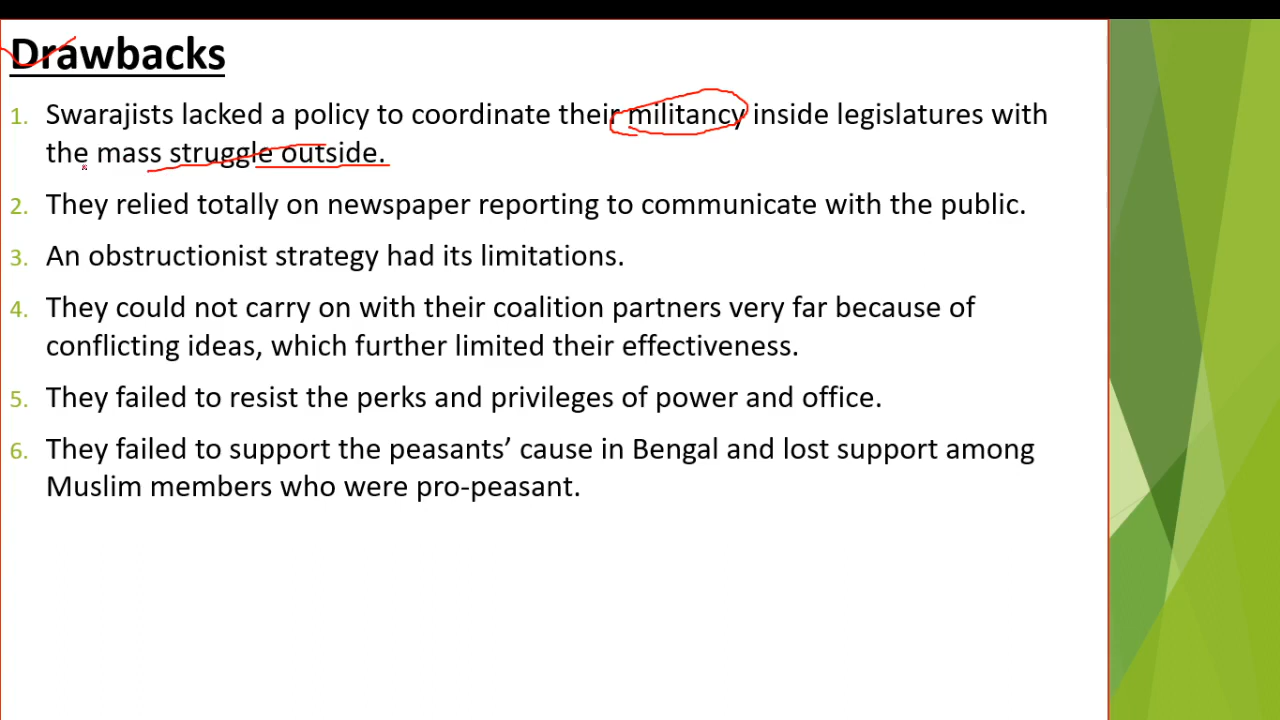 Drawbacks
1. Swarajists lacked a policy to coordinate their militancy inside legislatures with
the mass struggle outside.
2. They relied totally on newspaper reporting to communicate with the public.
3. An obstructionist strategy had its limitations.
4. They could not carry on with their coalition partners very far because of
conflicting ideas, which further limited their effectiveness.
5. They failed to resist the perks and privileges of power and office.
6. They failed to support the peasants’ cause in Bengal and lost support among
Muslim members who were pro-peasant.